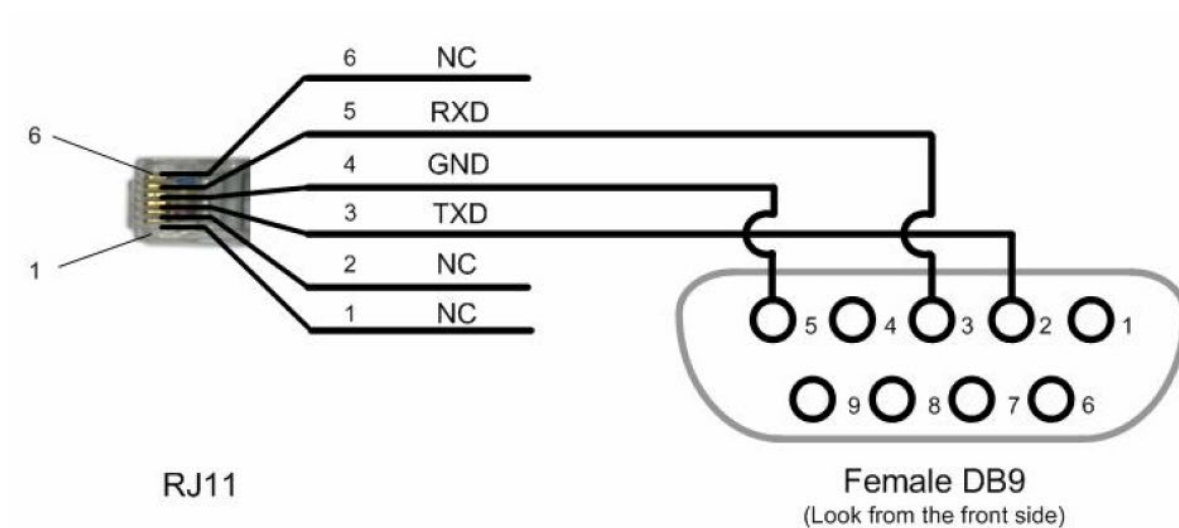 6 NC
5 RXD
6
4 GND
3 TXD
2 NC
1
1 NC
5 4 3 2 1
9 8 7 6
RJ11
Female DB9
(Look from the front side)